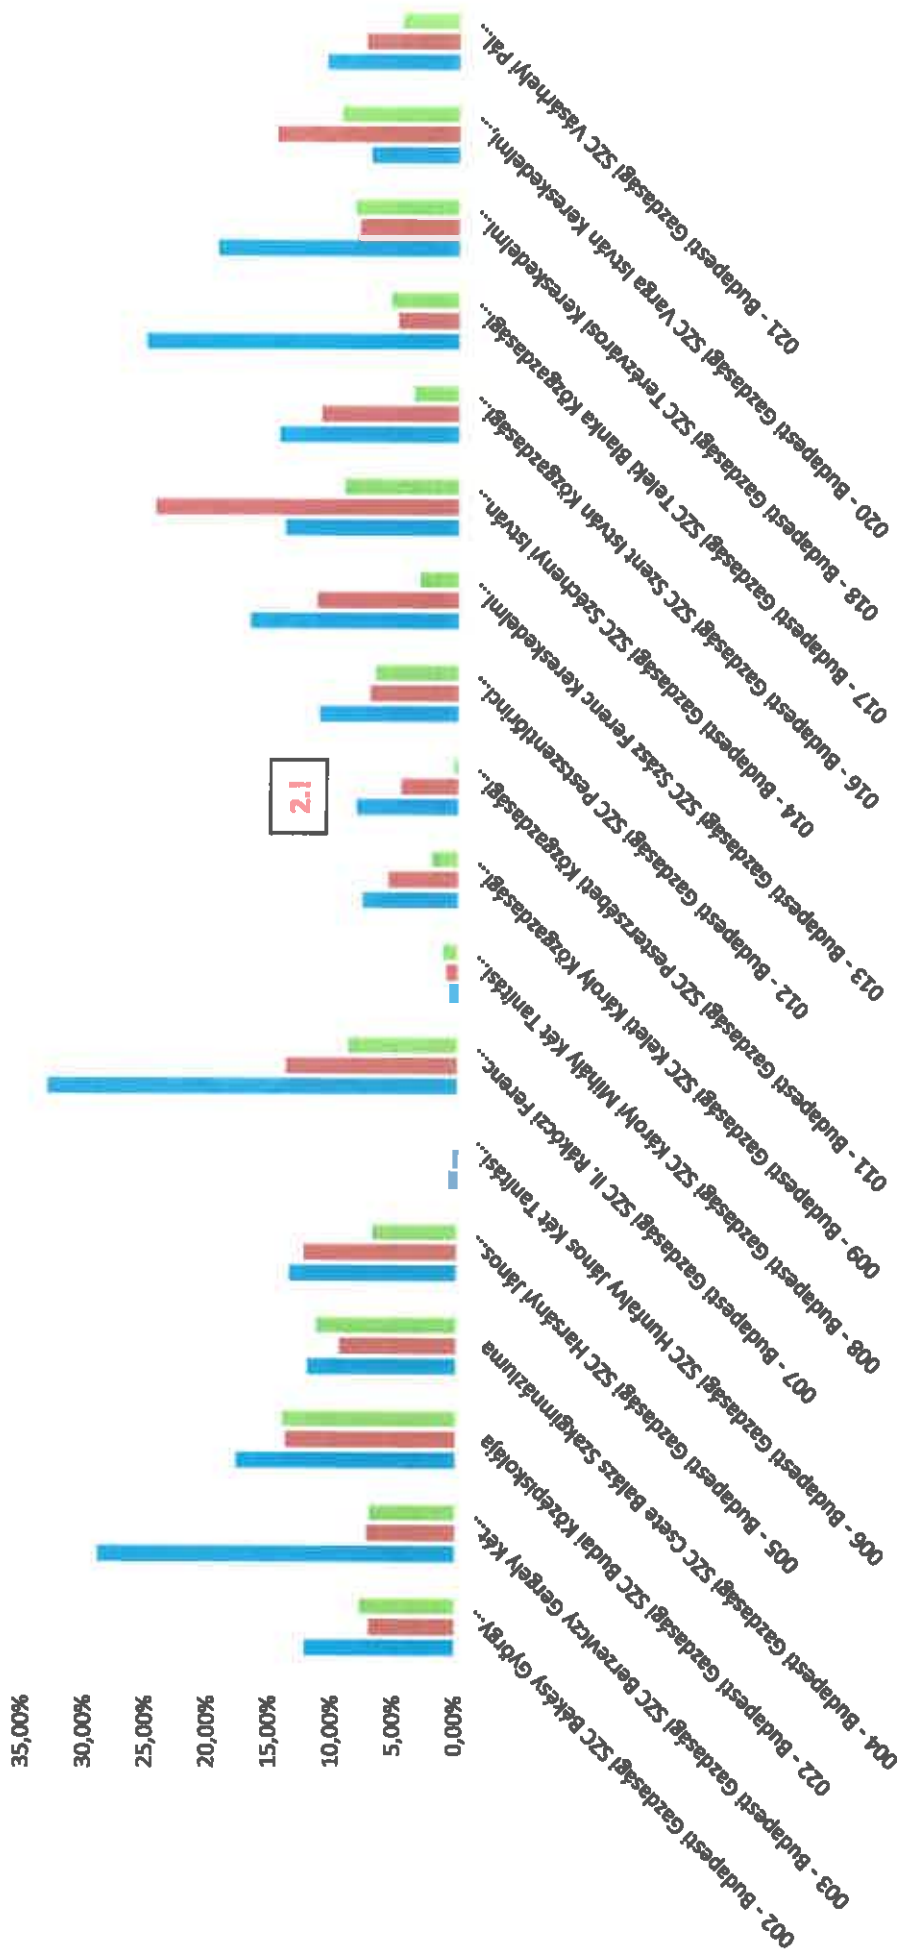 35,00%
30,00%
25,00%
20,00%
15,00%
10,00%
5,00%
0,00%
2.1
002 - Budapesti Gazdasági SZC Békésy György...
003 - Budapesti Gazdasági SZC Berzeviczy Gergely Két...
022 - Budapesti Gazdasági SZC Budai Középiskolája
004 - Budapesti Gazdasági SZC Csete Balázs Szakgimnáziuma
005 - Budapesti Gazdasági SZC Harsányi János...
006 - Budapesti Gazdasági SZC Hunfalvy János Két Tanítási...
007 - Budapesti Gazdasági SZC II. Rákóczi Ferenc...
008 - Budapesti Gazdasági SZC Károlyi Mihály Két Tanítási...
009 - Budapesti Gazdasági SZC Keleti Károly Közgazdasági...
011 - Budapesti Gazdasági SZC Pesterzsébeti Közgazdasági...
012 - Budapesti Gazdasági SZC Pestszentlőrinci...
013 - Budapesti Gazdasági SZC Szász Ferenc Kereskedelmi...
014 - Budapesti Gazdasági SZC Széchenyi István...
016 - Budapesti Gazdasági SZC Szent István Közgazdasági...
017 - Budapesti Gazdasági SZC Teleki Blanka Közgazdasági...
018 - Budapesti Gazdasági SZC Terézvárosi Kereskedelmi...
020 - Budapesti Gazdasági SZC Varga István Kereskedelmi,...
021 - Budapesti Gazdasági SZC Vásárhelyi Pál...